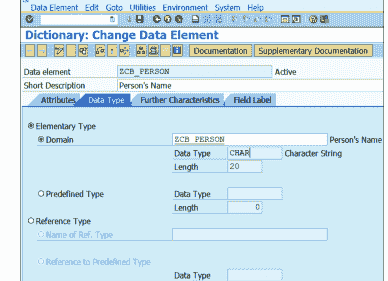 Data Element Edit Goto Utilities Environment System Help
Dictionary: Change Data Element
Documentation Supplementary Documentation
Data element ZCB_PERSON Active
Short Description Person's Name
Attributes Data Type Further Characteristics Field Label
Elementary Type
Domain ZCB_PERSON Person's Name
Data Type CHAR Character String
Length 20
Predefined Type Data Type
Length 0
Reference Type
Name of Ref. Type
Reference to Predefined Type
Data Type